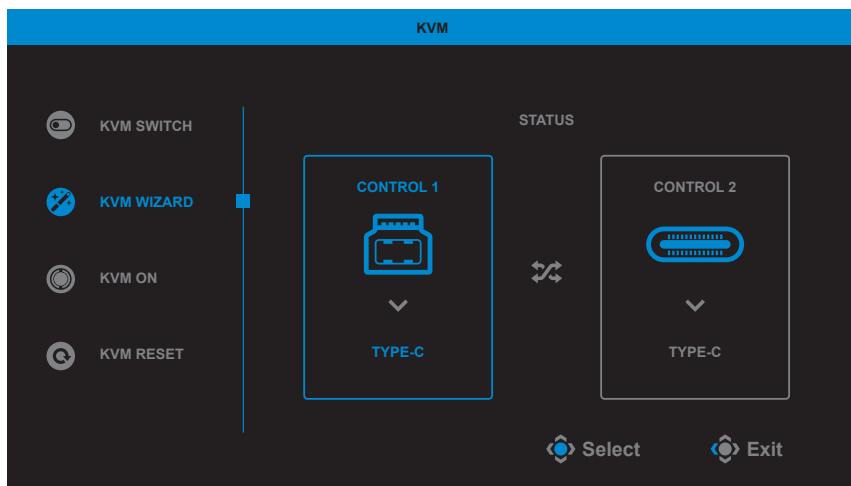 KVM
KVM SWITCH
KVM WIZARD
KVM ON
KVM RESET
STATUS
CONTROL 1
TYPE-C
CONTROL 2
TYPE-C
Select
Exit